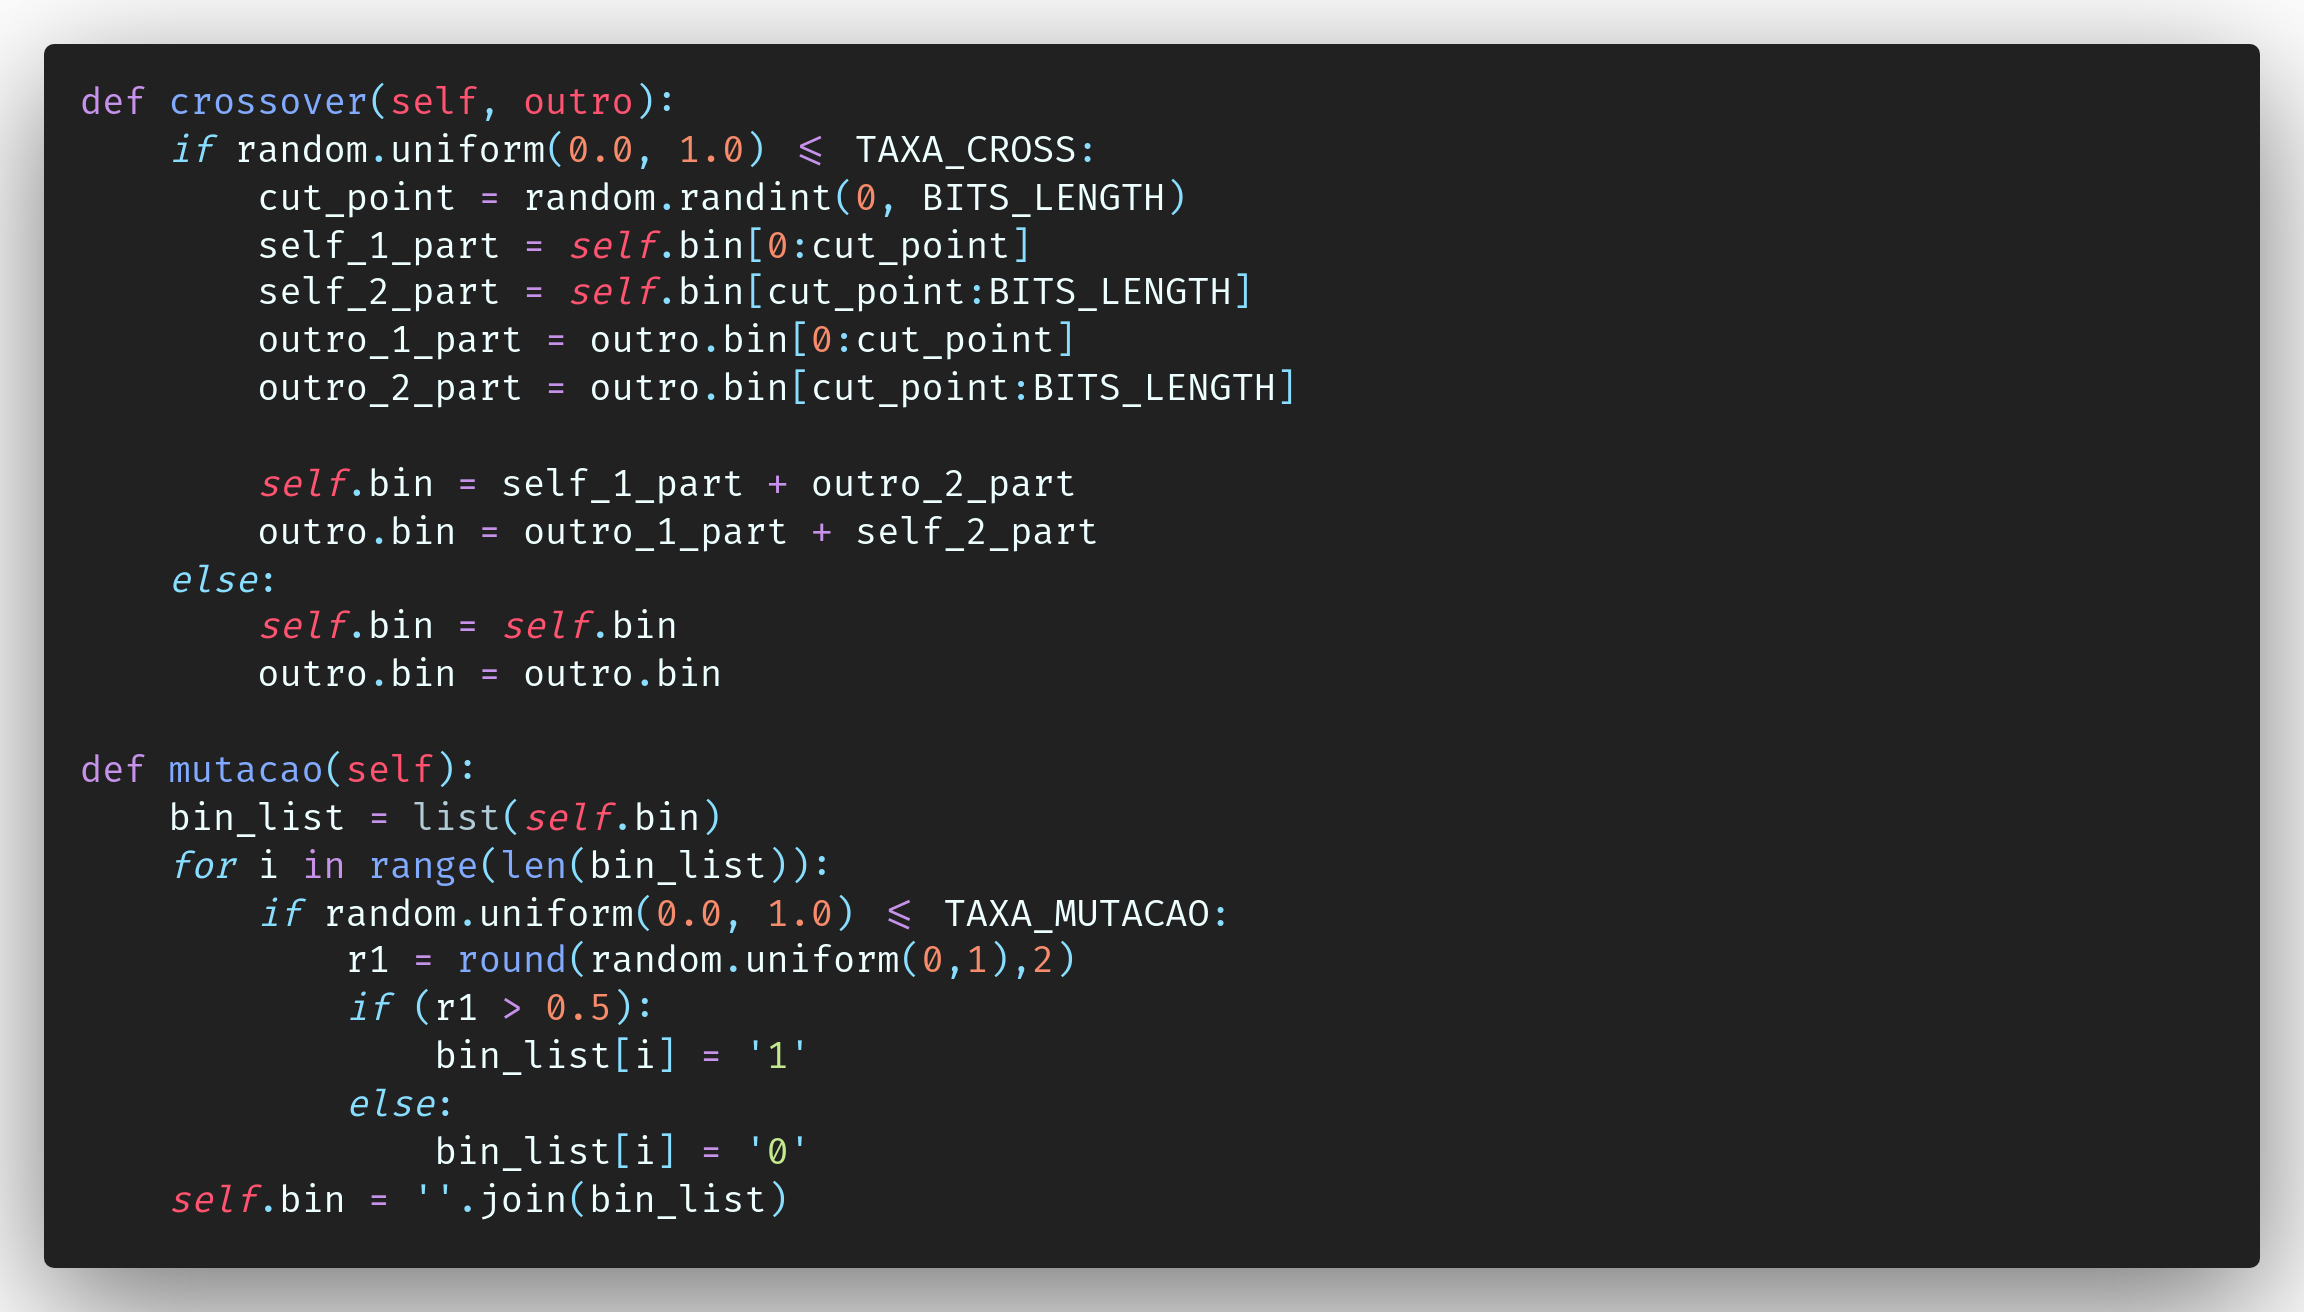 def crossover(self, outro):
    if random.uniform(0.0, 1.0) <= TAXA_CROSS:
        cut_point = random.randint(0, BITS_LENGTH)
        self_1_part = self.bin[0:cut_point]
        self_2_part = self.bin[cut_point:BITS_LENGTH]
        outro_1_part = outro.bin[0:cut_point]
        outro_2_part = outro.bin[cut_point:BITS_LENGTH]

        self.bin = self_1_part + outro_2_part
        outro.bin = outro_1_part + self_2_part
    else:
        self.bin = self.bin
        outro.bin = outro.bin

def mutacao(self):
    bin_list = list(self.bin)
    for i in range(len(bin_list)):
        if random.uniform(0.0, 1.0) <= TAXA_MUTACAO:
            r1 = round(random.uniform(0,1),2)
            if (r1 > 0.5):
                bin_list[i] = '1'
            else:
                bin_list[i] = '0'
    self.bin = ''.join(bin_list)